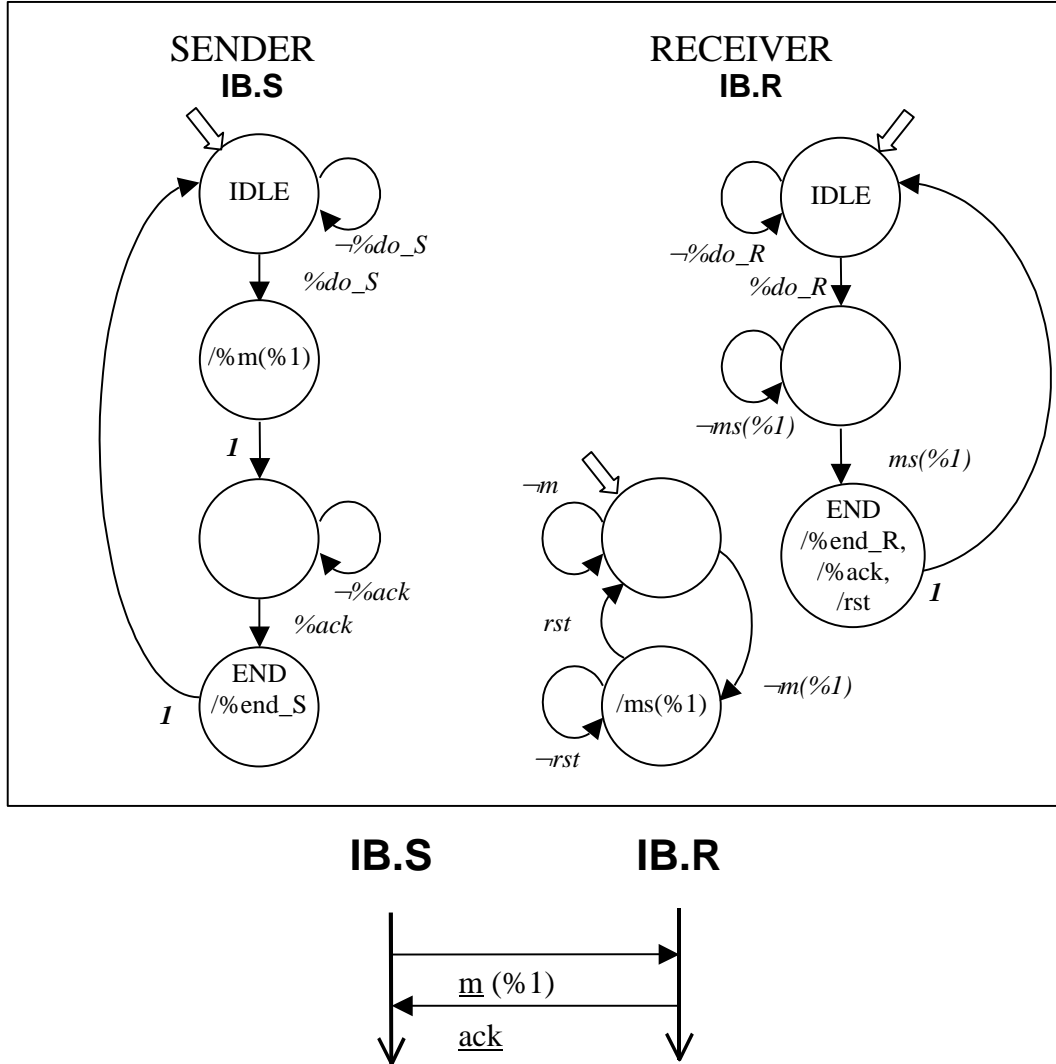 SENDER
IB.S
IDLE
¬%do_S
%do_S
/%m(%1)
1
¬%ack
%ack
END
/%end_S
1
RECEIVER
IB.R
IDLE
¬%do_R
%do_R
¬ms(%1)
ms(%1)
END
/%end_R,
/%ack,
/rst
1
¬m
rst
¬m(%1)
/ms(%1)
¬rst
IB.S
IB.R
m (%1)
ack